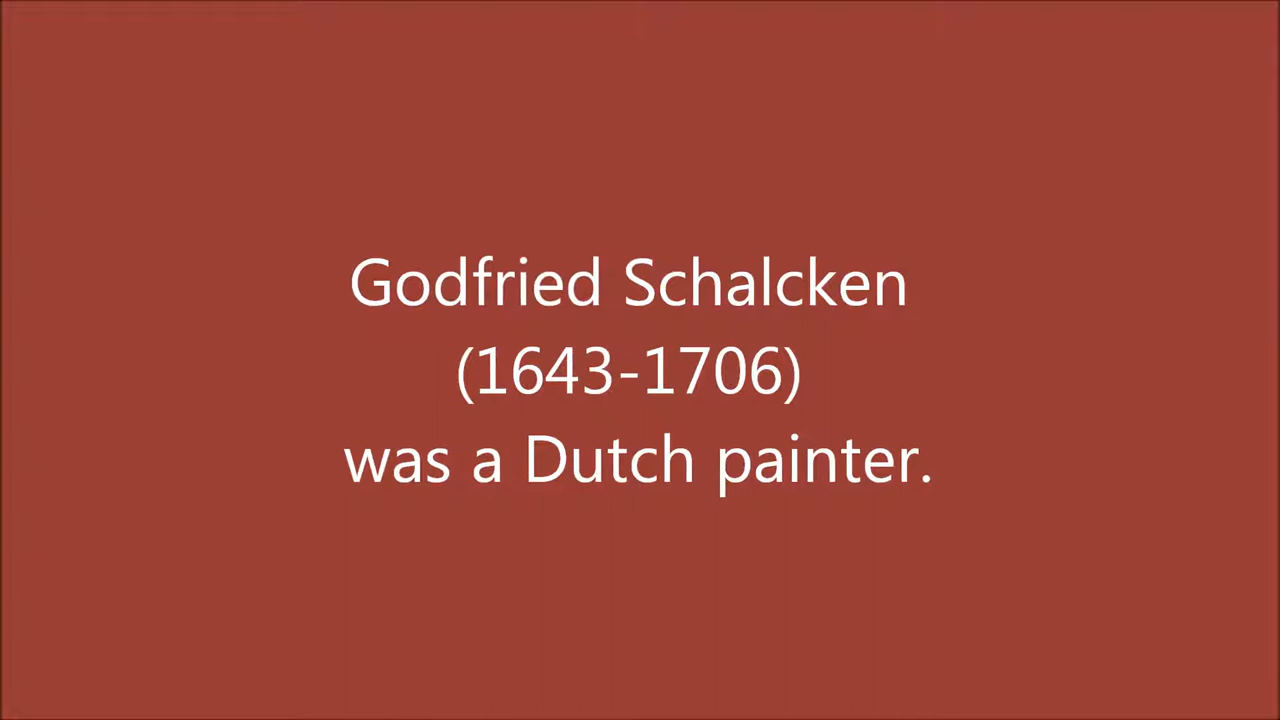 Godfried Schalcken
(1643-1706)
was a Dutch painter.